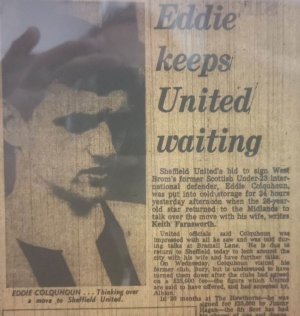 Eddie
keeps
United
waiting
Sheffield United's bid to sign West
Brom's former Scottish Under-23 inter-
national defender, Eddie Colquhoun,
was put into cold storage for 24 hours
yesterday afternoon when the 23-year-
old star returned to the Midlands to
talk over the move with his wife, writes
Keith Farnsworth.
United officials said Colquhoun was
impressed with all he saw and was told dur-
ing talks at Bramall Lane. He is due to
return to Sheffield today to look around the
city with his wife and have further talks.
On Wednesday, Colquhoun visited his
former club, Bury, but is understood to have
turned them down after the clubs had agreed
on a £25,000 fee—the figure which United
are said to have offered, and had accepted by,
Albion.
In 20 months at The Hawthorns—he was
signed for £25,000 by Jimmy
Hagan—the 6ft Scot has had
EDDIE COLQUHOUN . . . Thinking over
a move to Sheffield United.